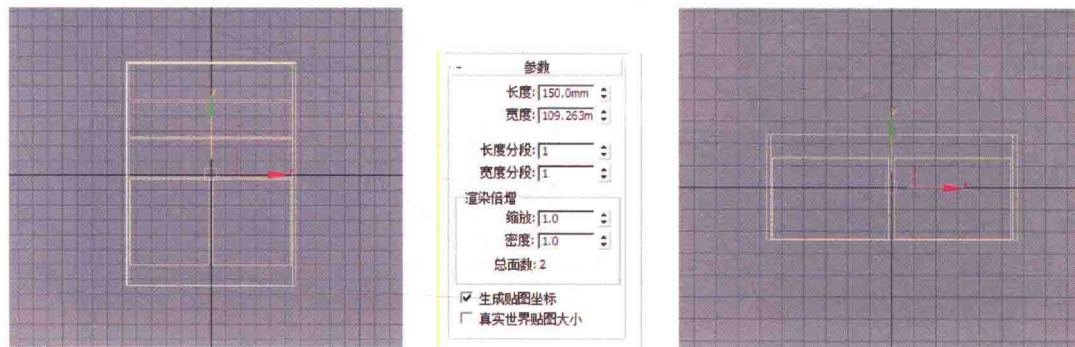 - 参数
长度: 150.0mm
宽度: 109.263m
长度分段: 1
宽度分段: 1
渲染倍增
缩放: 1.0
密度: 1.0
总面数: 2
生成贴图坐标
真实世界贴图大小